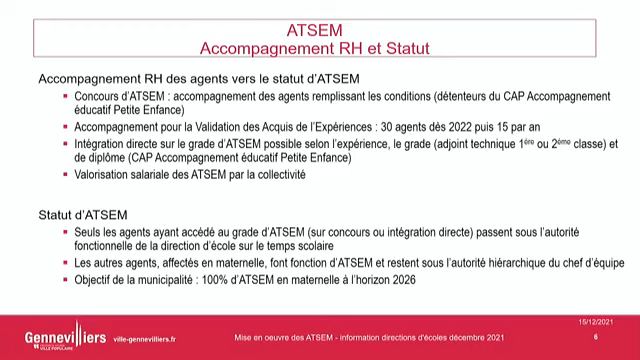 ATSEM
Accompagnement RH et Statut
Accompagnement RH des agents vers le statut d'ATSEM
▪ Concours d'ATSEM : accompagnement des agents remplissant les conditions (détenteurs du CAP Accompagnement
éducatif Petite Enfance)
▪ Accompagnement pour la Validation des Acquis de l'Expériences : 30 agents dès 2022 puis 15 par an
▪ Intégration directe sur le grade d'ATSEM possible selon l'expérience, le grade (adjoint technique 1ère ou 2ème classe) et
de diplôme (CAP Accompagnement éducatif Petite Enfance)
▪ Valorisation salariale des ATSEM par la collectivité
Statut d'ATSEM
▪ Seuls les agents ayant accédé au grade d'ATSEM (sur concours ou intégration directe) passent sous l'autorité
fonctionnelle de la direction d'école sur le temps scolaire
▪ Les autres agents, affectés en maternelle, font fonction d'ATSEM et restent sous l'autorité hiérarchique du chef d'équipe
▪ Objectif de la municipalité : 100% d'ATSEM en maternelle à l'horizon 2026
15/12/2021
Gennevilliers
VILLE POPULAIRE
ville-gennevilliers.fr
Mise en oeuvre des ATSEM - information directions d'écoles décembre 2021
6